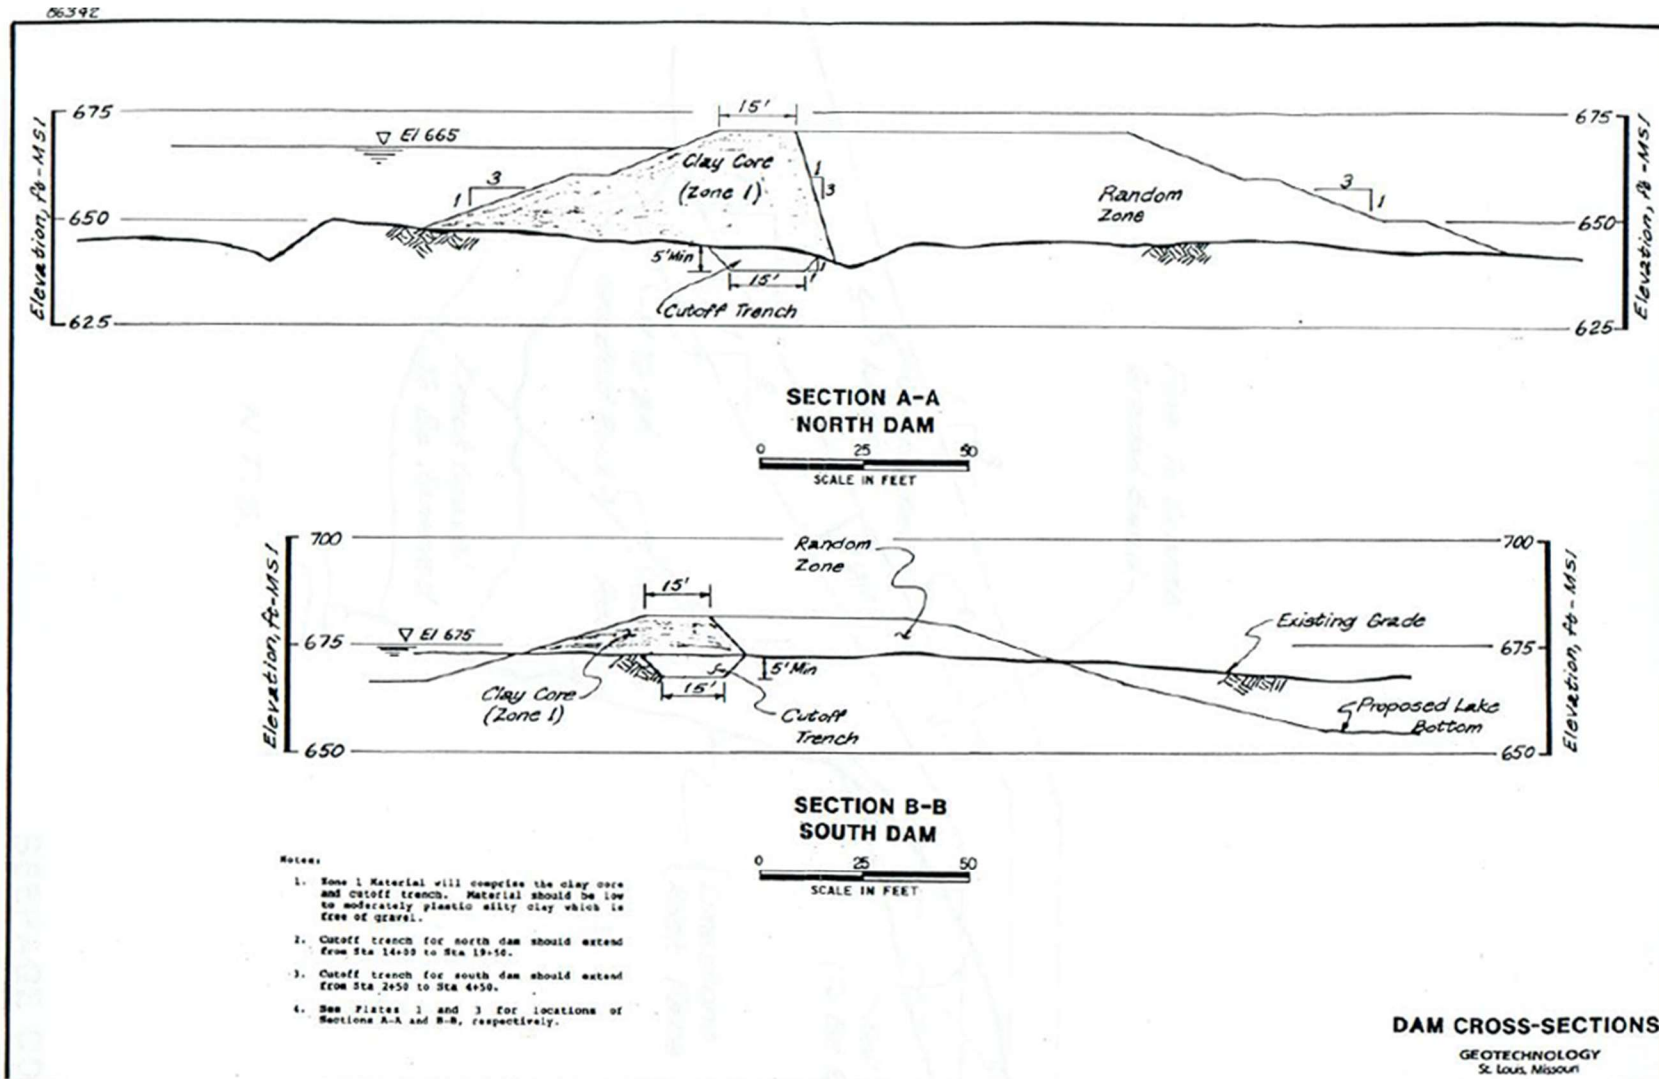 86392
675
15'
675
El 665
Clay Core
(Zone 1)
1
3
3
1
Random
Zone
3
1
650
650
5' Min
1
1
15'
Cutoff Trench
625
625
Elevation, ft-MSl
Elevation, ft-MSl
SECTION A-A
NORTH DAM
0 25 50
SCALE IN FEET
700
Random
Zone
700
15'
El 675
675
Existing Grade
675
5' Min
15'
Clay Core
(Zone 1)
Cutoff
Trench
Proposed Lake
Bottom
650
650
Elevation, ft-MSl
Elevation, ft-MSl
SECTION B-B
SOUTH DAM
0 25 50
SCALE IN FEET
Notes:
1. Zone 1 Material will comprise the clay core
and cutoff trench. Material should be low
to moderately plastic silty clay which is
free of gravel.
2. Cutoff trench for north dam should extend
from Sta 14+00 to Sta 19+50.
3. Cutoff trench for south dam should extend
from Sta 2+50 to Sta 4+50.
4. See Plates 1 and 3 for locations of
Sections A-A and B-B, respectively.
DAM CROSS-SECTIONS
GEOTECHNOLOGY
St. Louis, Missouri